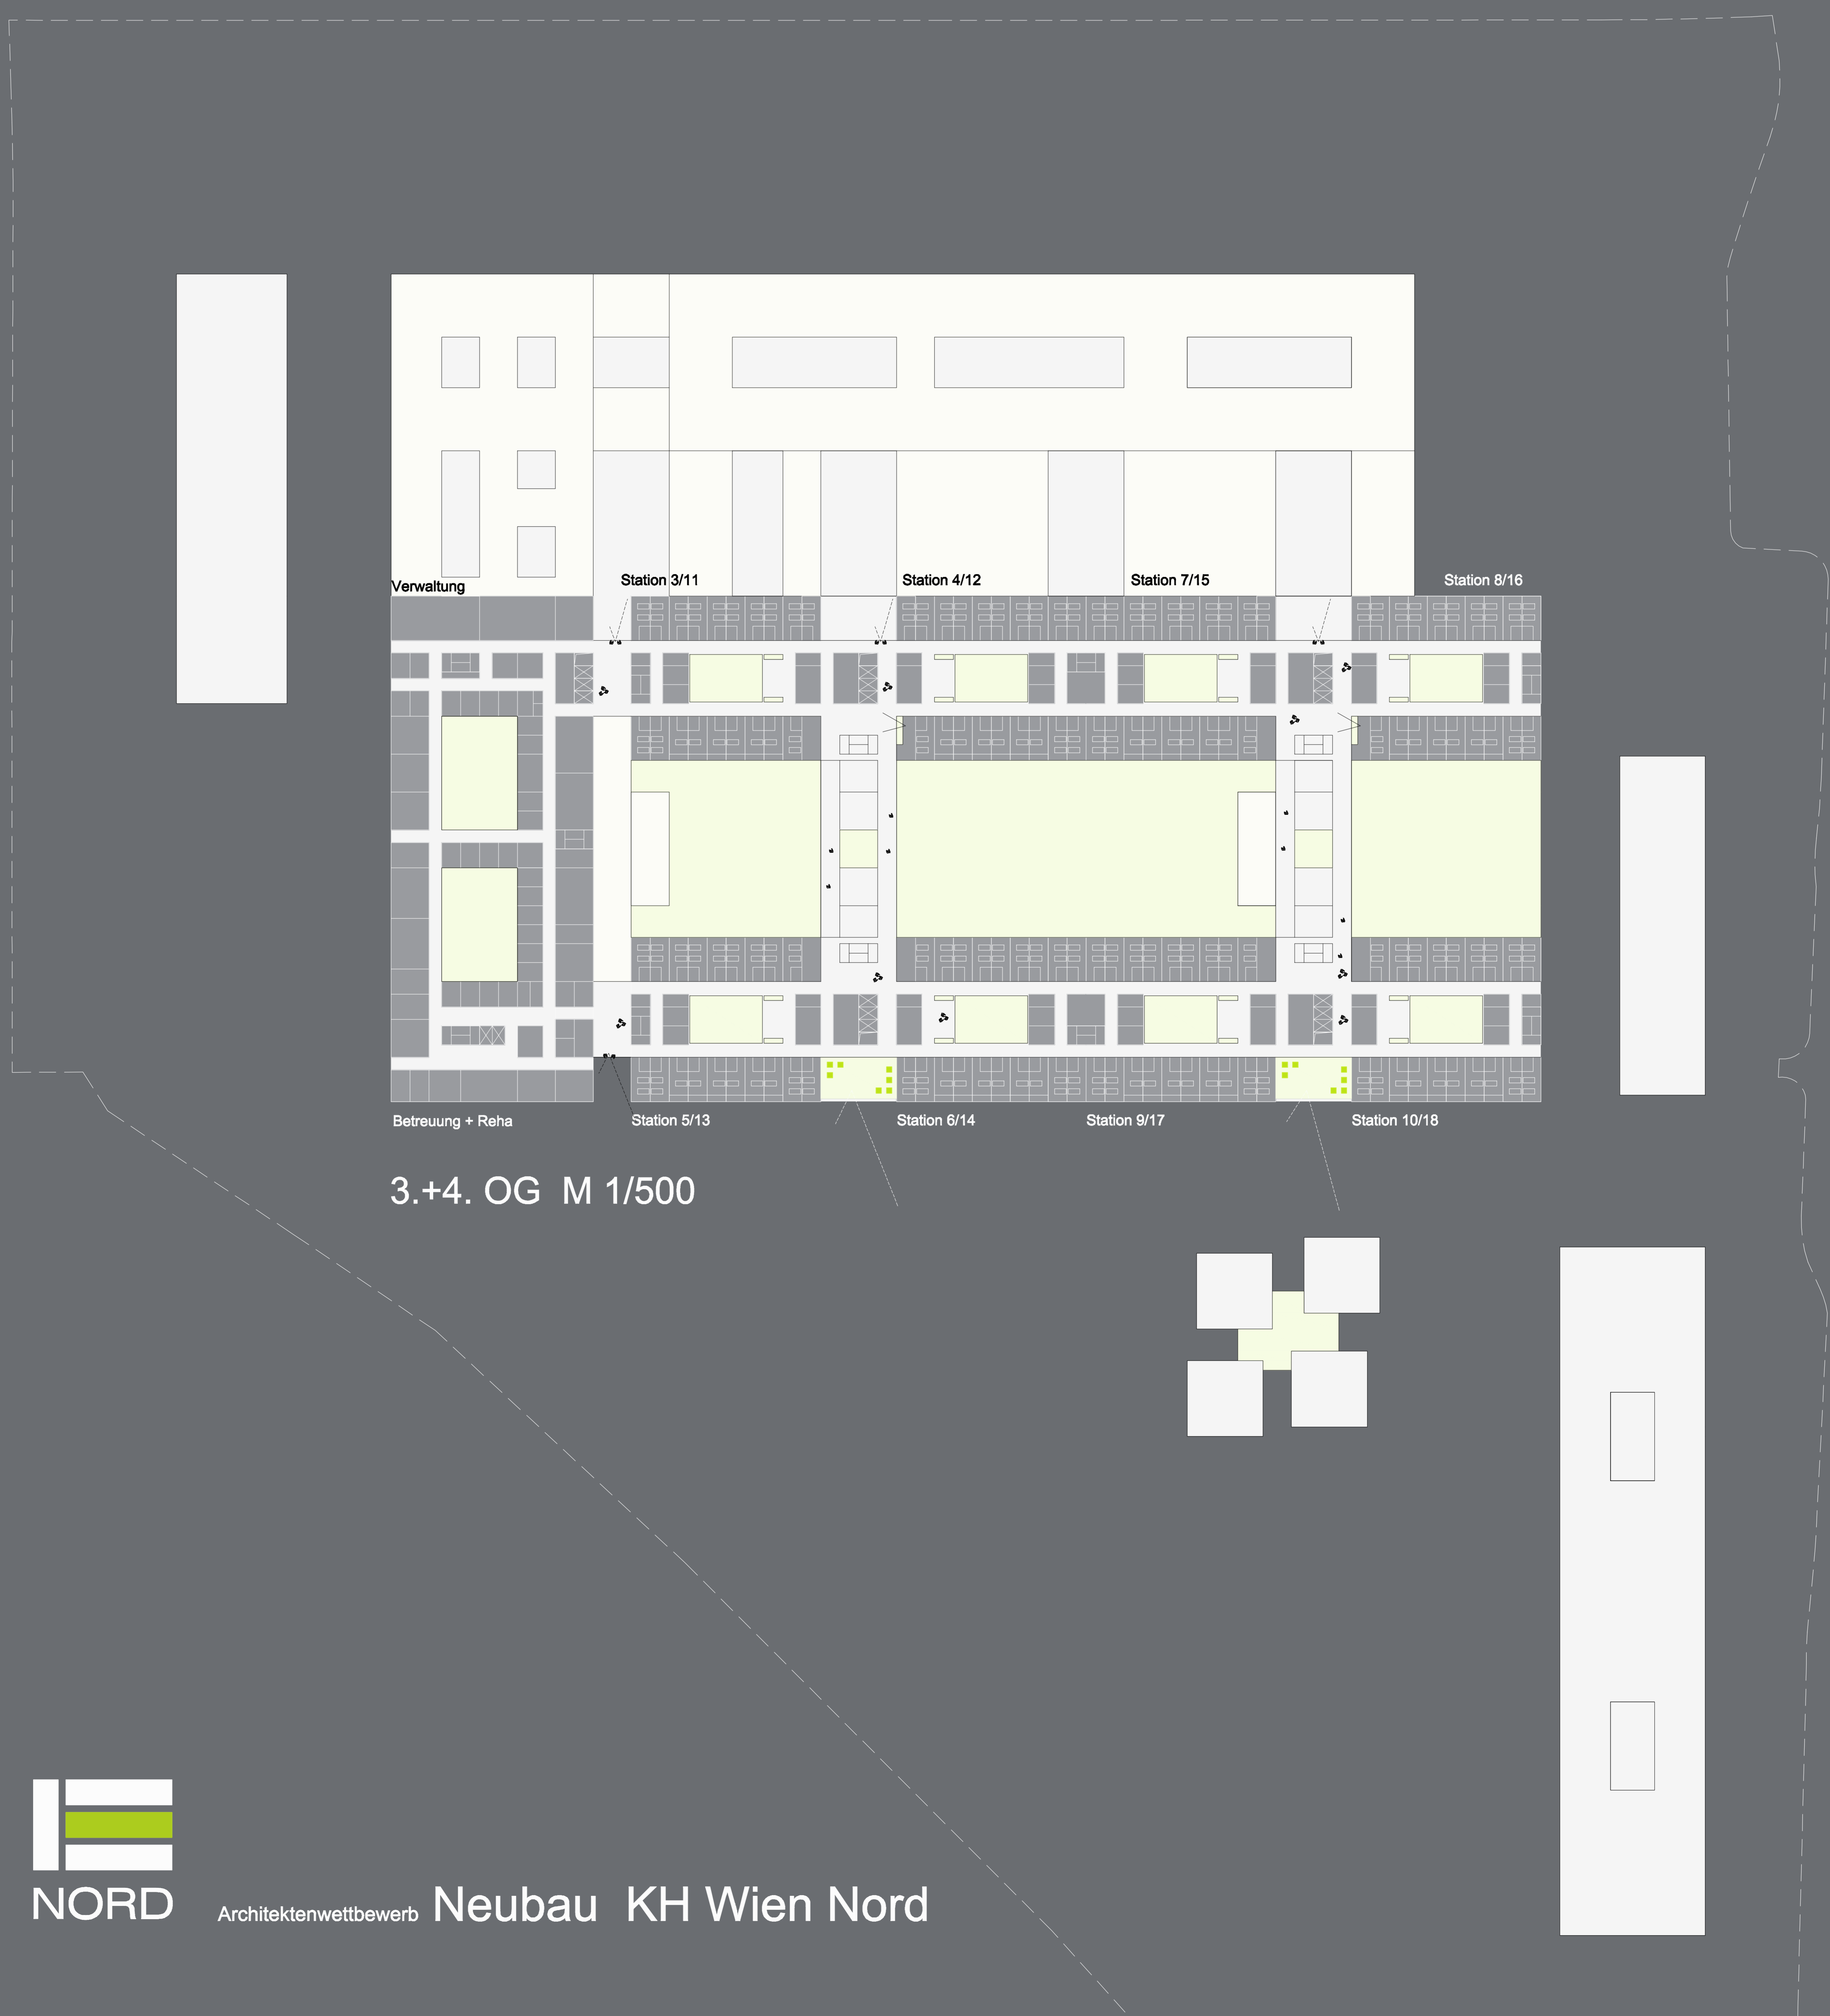 Verwaltung
Station 3/11
Station 4/12
Station 7/15
Station 8/16
Betreuung + Reha
Station 5/13
Station 6/14
Station 9/17
Station 10/18
3.+4. OG M 1/500
NORD
Architektenwettbewerb Neubau KH Wien Nord